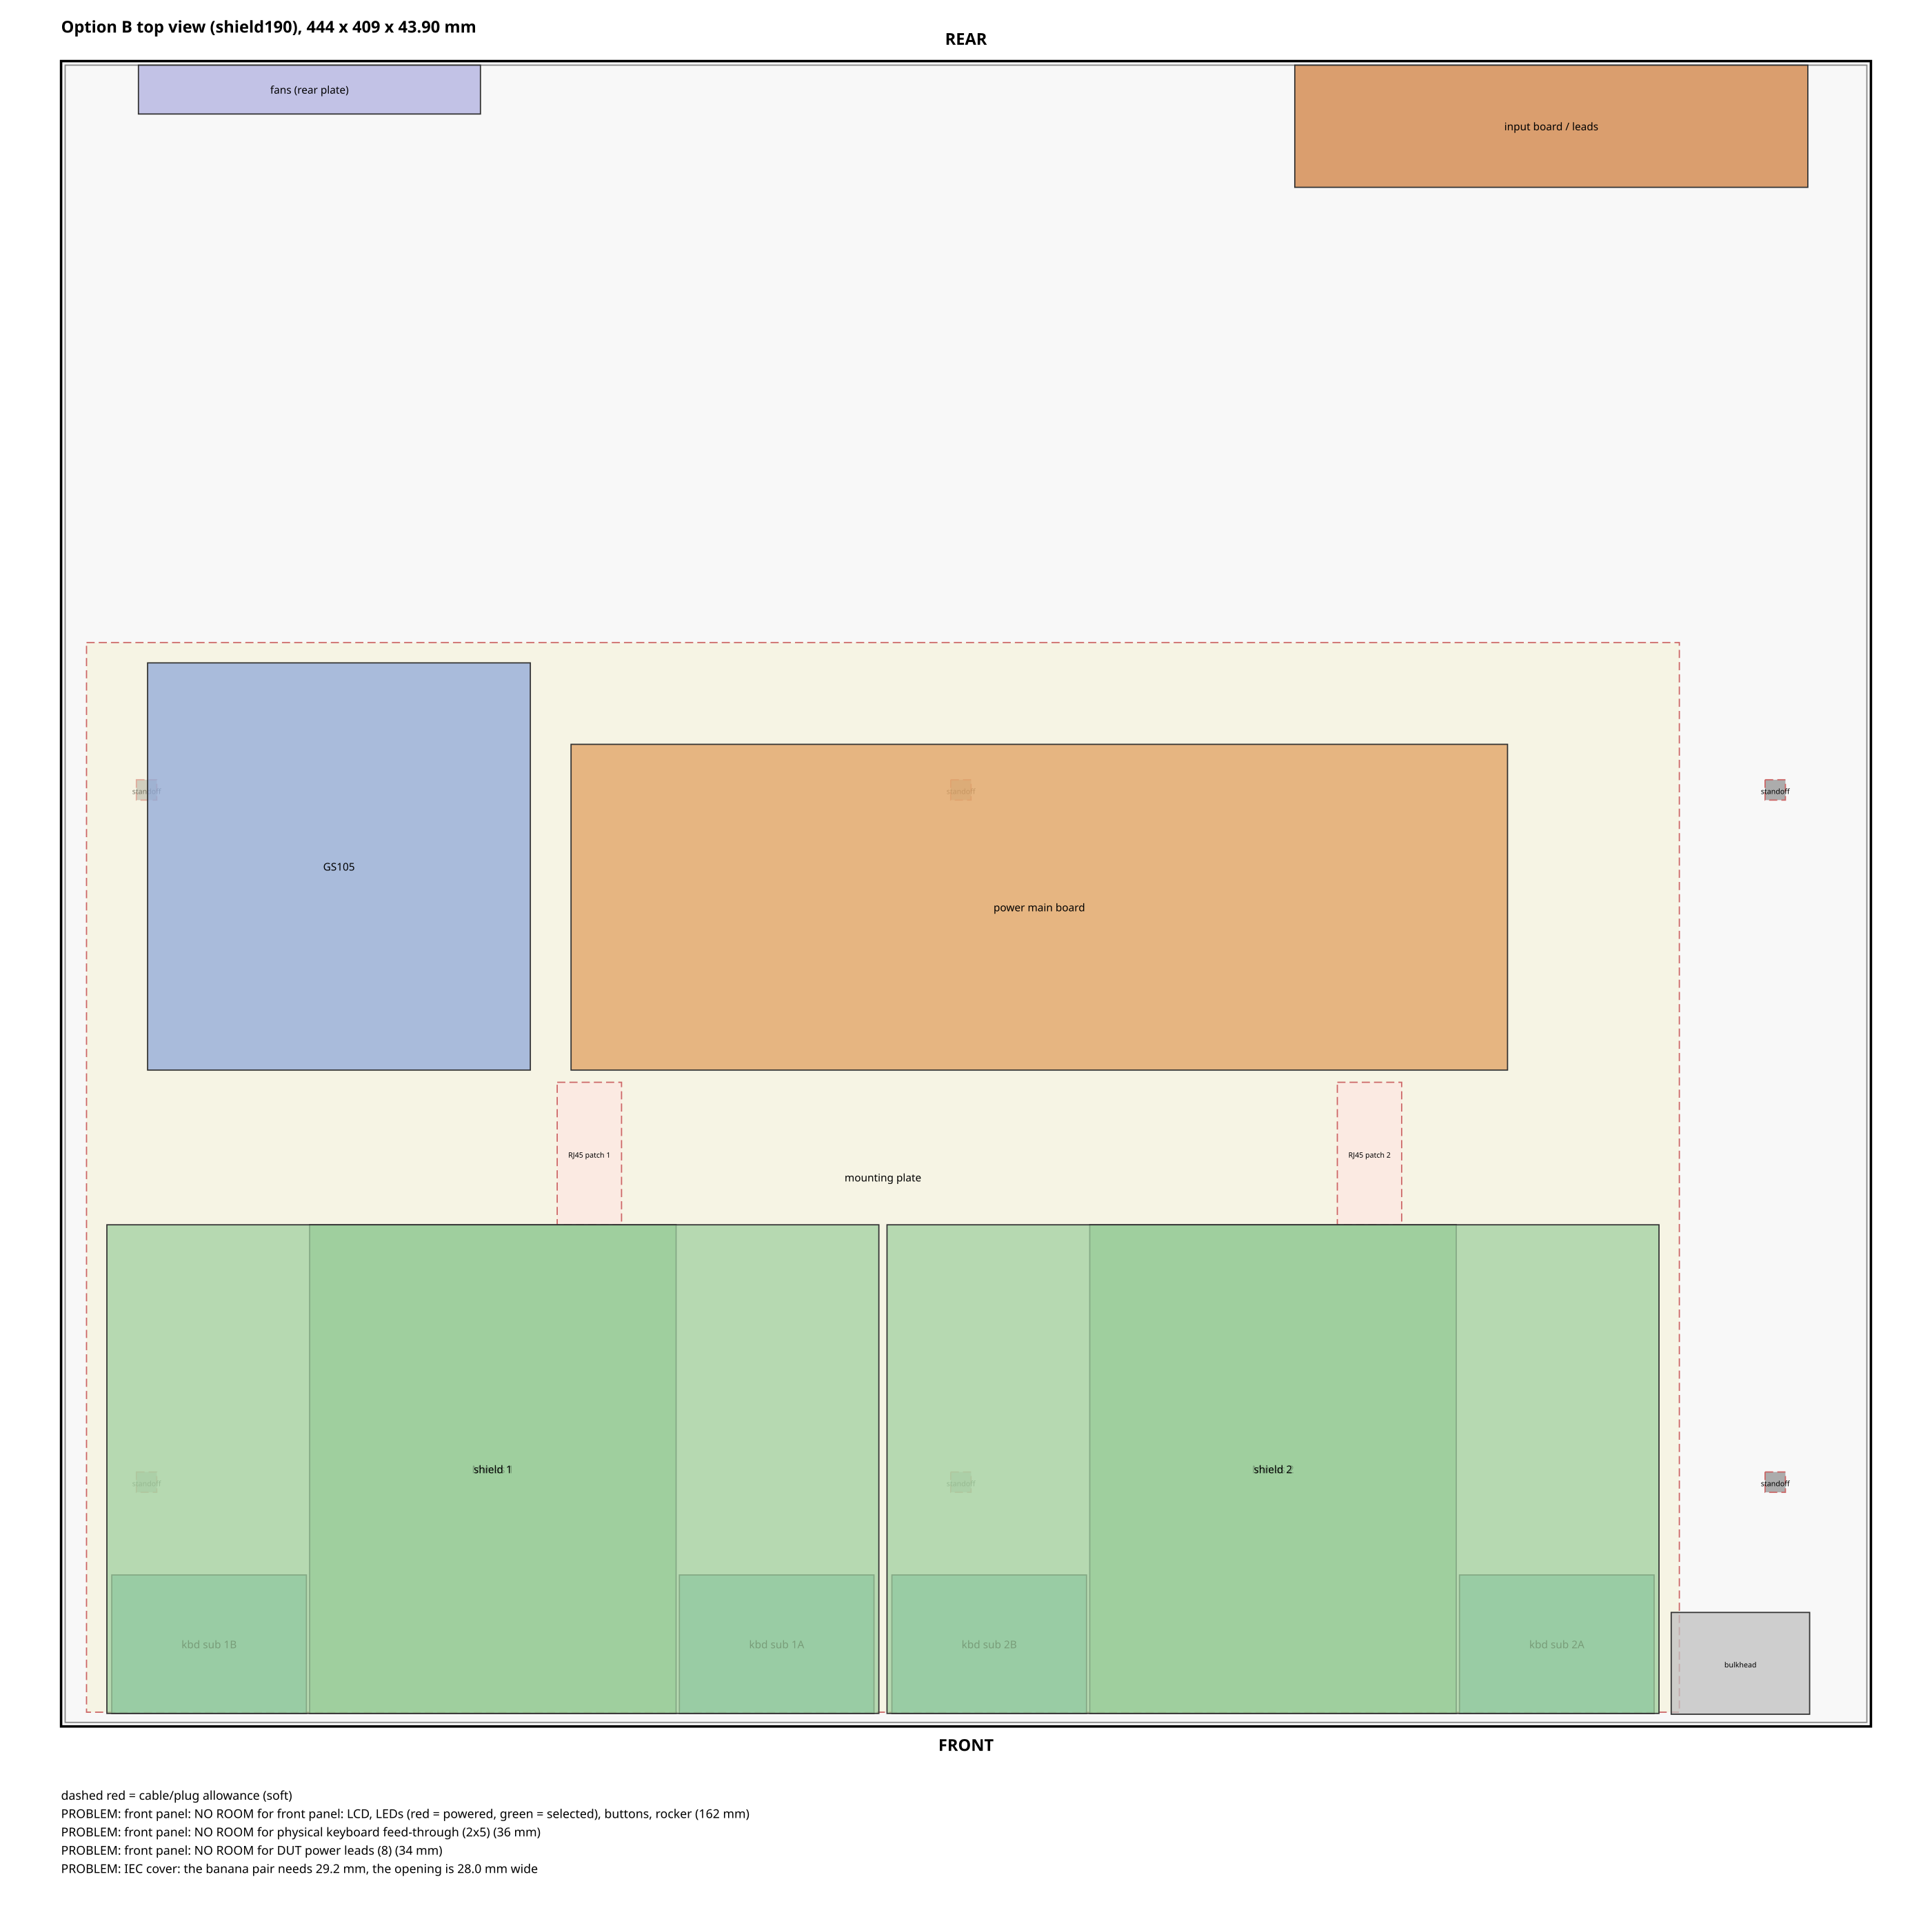 Option B top view (shield190), 444 x 409 x 43.90 mm
REAR
fans (rear plate)
input board / leads
standoff
standoff
standoff
GS105
power main board
RJ45 patch 1
RJ45 patch 2
mounting plate
shield 1
shield 2
standoff
standoff
standoff
kbd sub 1B
kbd sub 1A
kbd sub 2B
kbd sub 2A
bulkhead
FRONT
dashed red = cable/plug allowance (soft)
PROBLEM: front panel: NO ROOM for front panel: LCD, LEDs (red = powered, green = selected), buttons, rocker (162 mm)
PROBLEM: front panel: NO ROOM for physical keyboard feed-through (2x5) (36 mm)
PROBLEM: front panel: NO ROOM for DUT power leads (8) (34 mm)
PROBLEM: IEC cover: the banana pair needs 29.2 mm, the opening is 28.0 mm wide